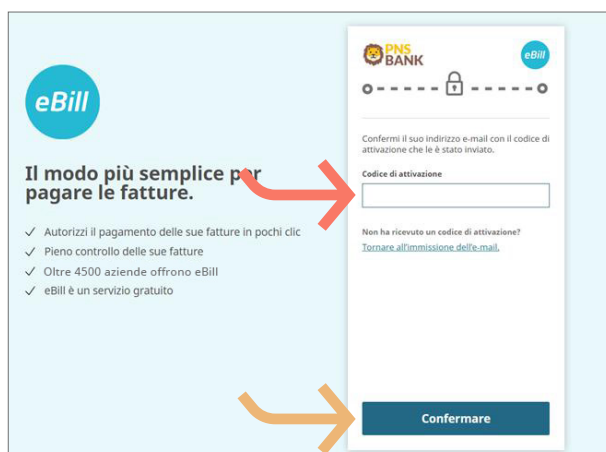 eBill
Il modo più semplice per
pagare le fatture.
Autorizzi il pagamento delle sue fatture in pochi clic
Pieno controllo delle sue fatture
Oltre 4500 aziende offrono eBill
eBill è un servizio gratuito
PNS
BANK
eBill
Confermi il suo indirizzo e-mail con il codice di
attivazione che le è stato inviato.
Codice di attivazione
Non ha ricevuto un codice di attivazione?
Tornare all'immissione dell'e-mail.
Confermare